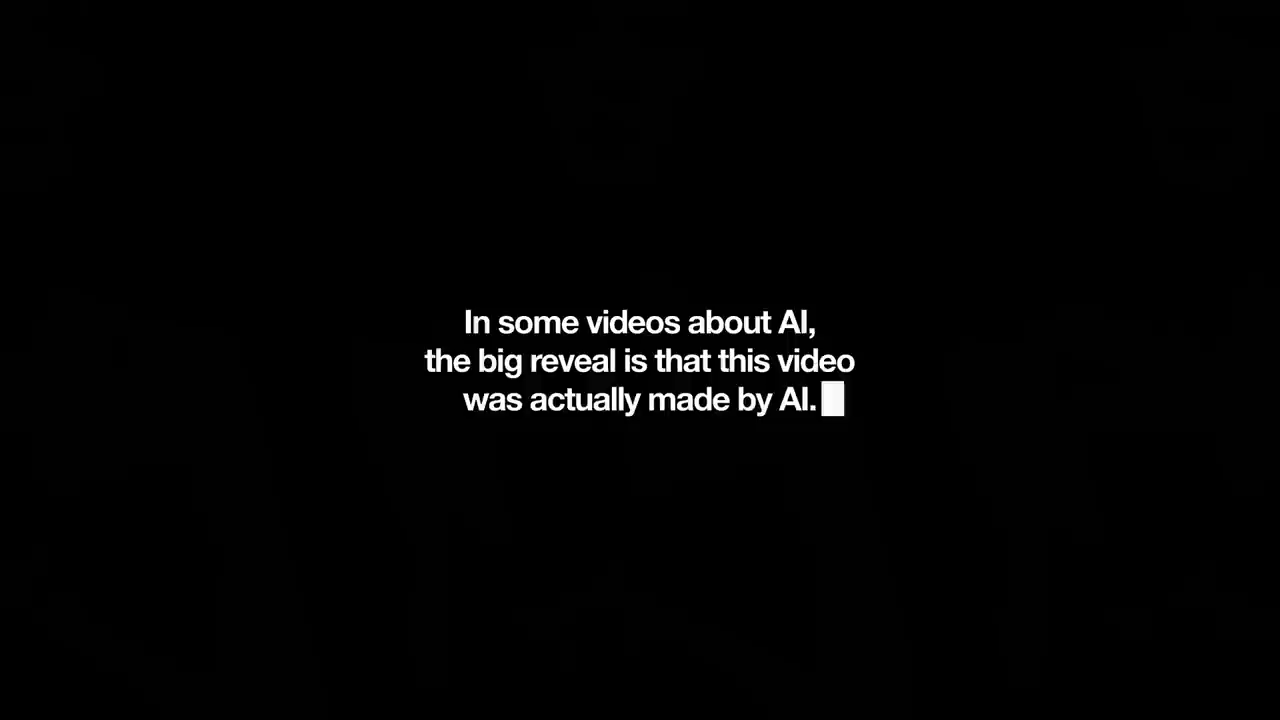 In some videos about AI,
the big reveal is that this video
was actually made by AI.